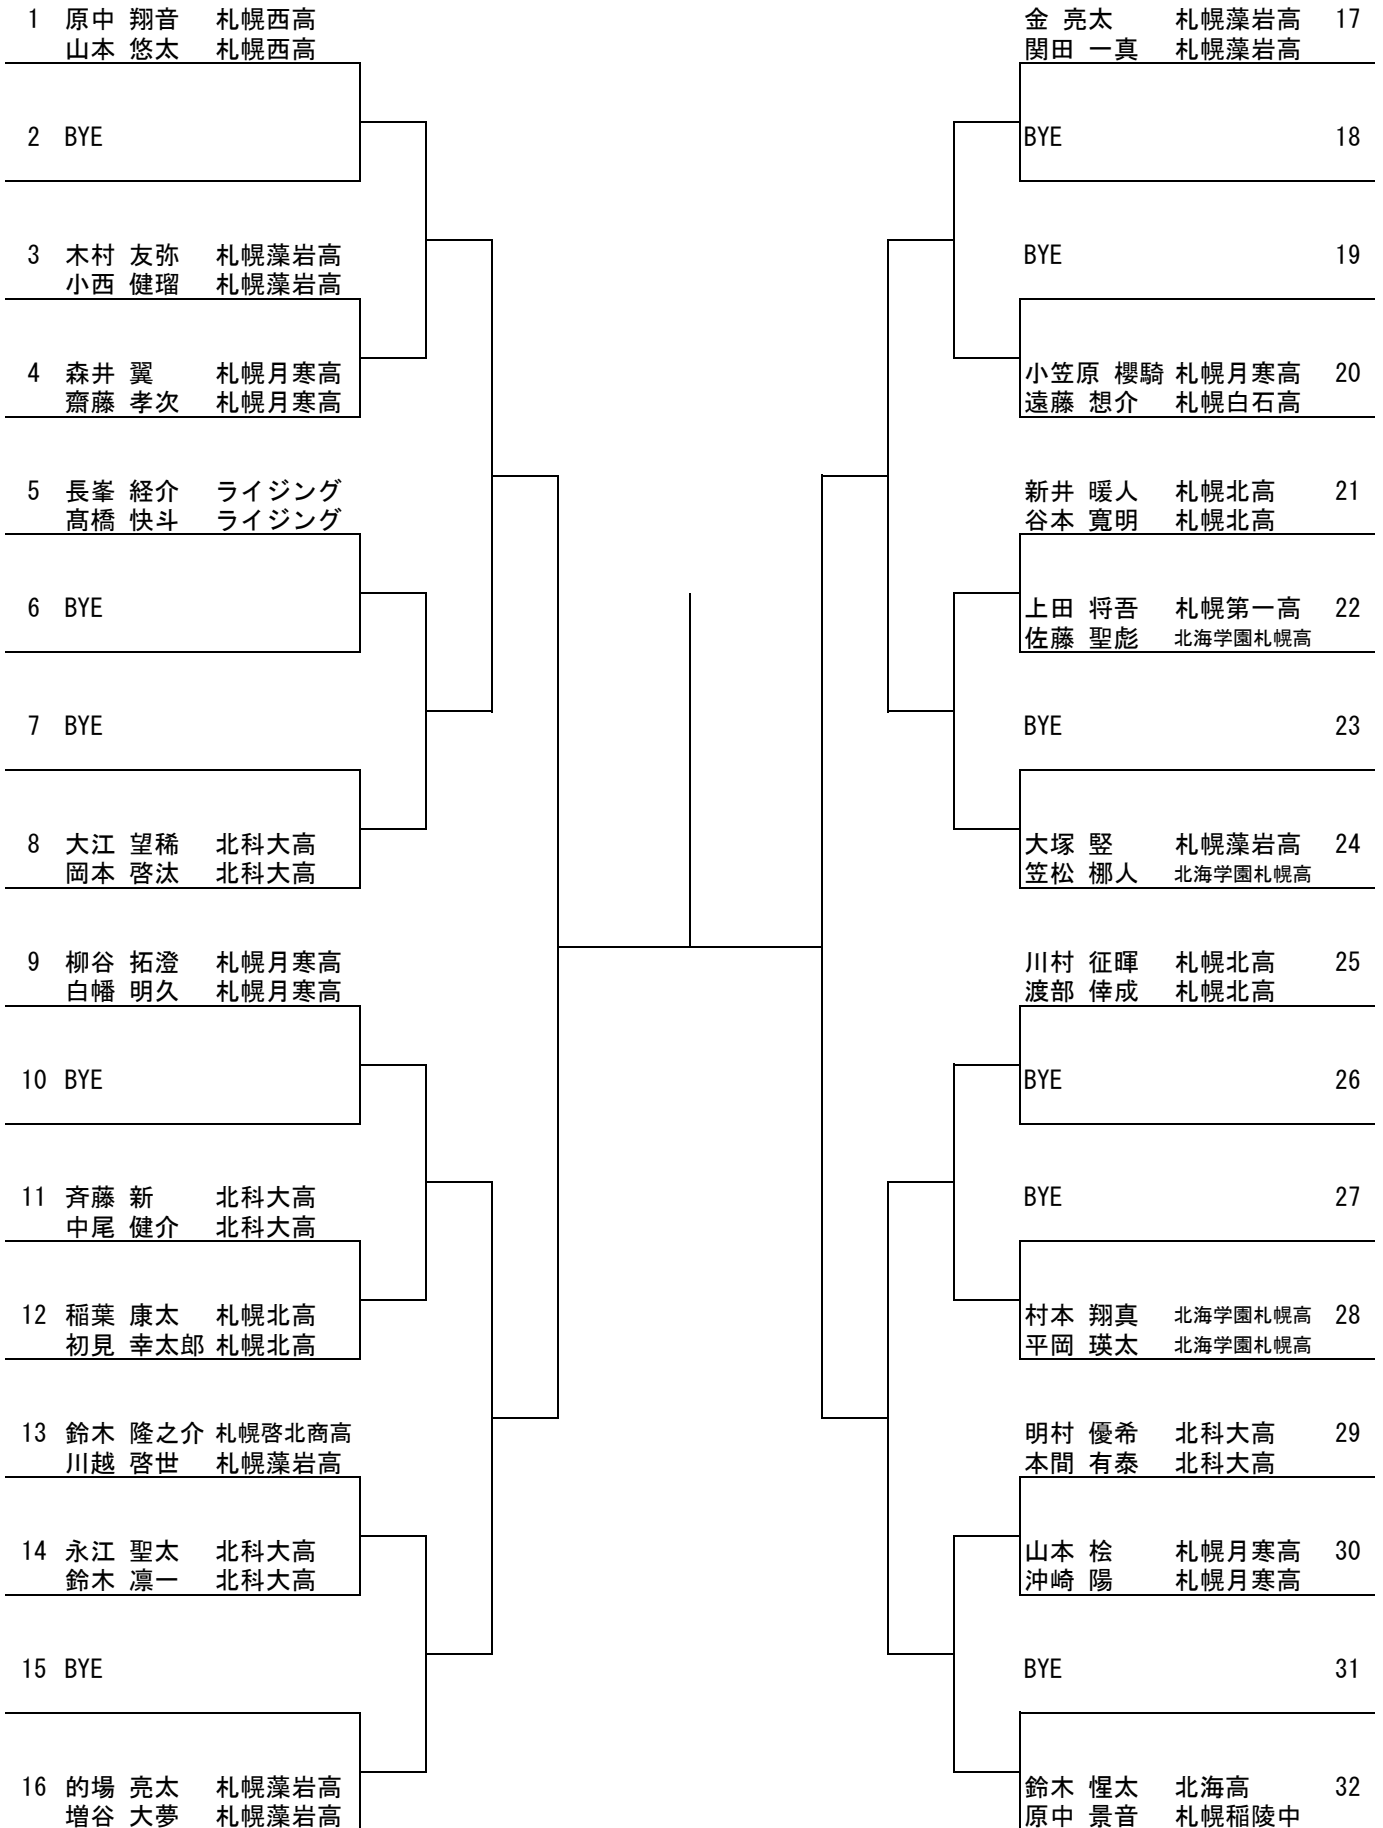 1 原中 翔音 札幌西高
山本 悠太 札幌西高
2 BYE
3 木村 友弥 札幌藻岩高
小西 健瑠 札幌藻岩高
4 森井 翼 札幌月寒高
齋藤 孝次 札幌月寒高
5 長峯 経介 ライジング
髙橋 快斗 ライジング
6 BYE
7 BYE
8 大江 望稀 北科大高
岡本 啓汰 北科大高
9 柳谷 拓澄 札幌月寒高
白幡 明久 札幌月寒高
10 BYE
11 斉藤 新 北科大高
中尾 健介 北科大高
12 稲葉 康太 札幌北高
初見 幸太郎 札幌北高
13 鈴木 隆之介 札幌啓北商高
川越 啓世 札幌藻岩高
14 永江 聖太 北科大高
鈴木 凛一 北科大高
15 BYE
16 的場 亮太 札幌藻岩高
増谷 大夢 札幌藻岩高
金 亮太 札幌藻岩高 17
関田 一真 札幌藻岩高
BYE 18
BYE 19
小笠原 櫻騎 札幌月寒高 20
遠藤 想介 札幌白石高
新井 暖人 札幌北高 21
谷本 寛明 札幌北高
上田 将吾 札幌第一高 22
佐藤 聖彪 北海学園札幌高
BYE 23
大塚 竪 札幌藻岩高 24
笠松 梛人 北海学園札幌高
川村 征暉 札幌北高 25
渡部 倖成 札幌北高
BYE 26
BYE 27
村本 翔真 北海学園札幌高 28
平岡 瑛太 北海学園札幌高
明村 優希 北科大高 29
本間 有泰 北科大高
山本 桧 札幌月寒高 30
沖崎 陽 札幌月寒高
BYE 31
鈴木 惺太 北海高 32
原中 景音 札幌稲陵中